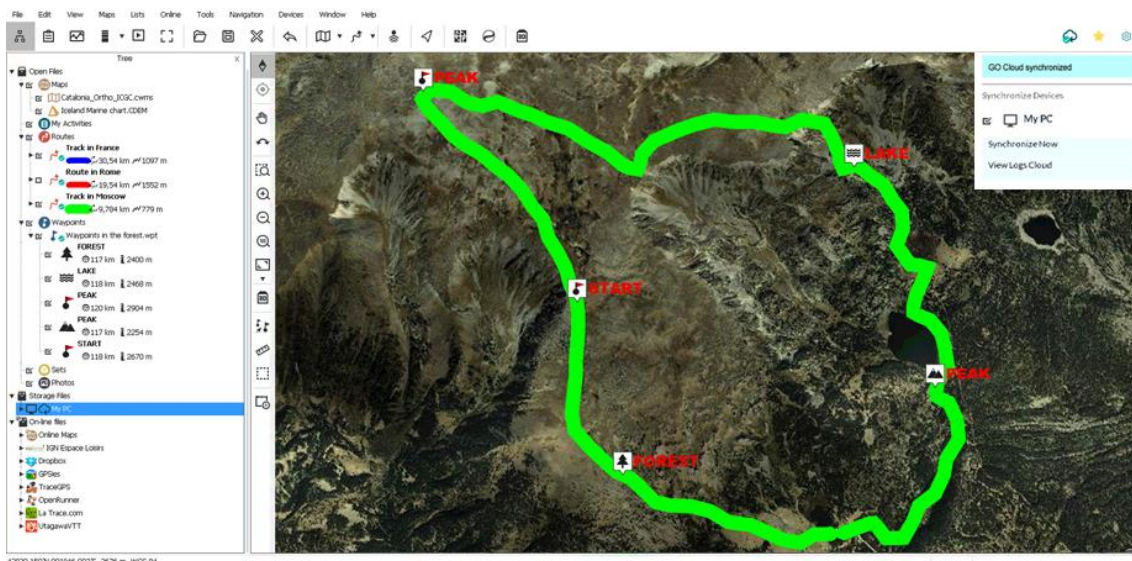 File Edit View Maps Lists Online Tools Navigation Devices Window Help
Tree X
Open Files
Maps
Catalonia_Ortho_ICGC.cwms
Iceland Marine chart.CDEM
My Activities
Routes
Track in France
30,54 km 1097 m
Route in Rome
19,54 km 1552 m
Track in Moscow
9,704 km 779 m
Waypoints
Waypoints in the forest.wpt
FOREST
117 km 2400 m
LAKE
118 km 2468 m
PEAK
120 km 2904 m
PEAK
117 km 2254 m
START
118 km 2670 m
Sets
Photos
Storage Files
My PC
On-line files
Online Maps
IGN Espace Loisirs
Dropbox
GPSies
TraceGPS
OpenRunner
La Trace.com
UtagawaVTT
PEAK
LAKE
START
PEAK
FOREST
GO Cloud synchronized
Synchronize Devices
My PC
Synchronize Now
View Logs Cloud